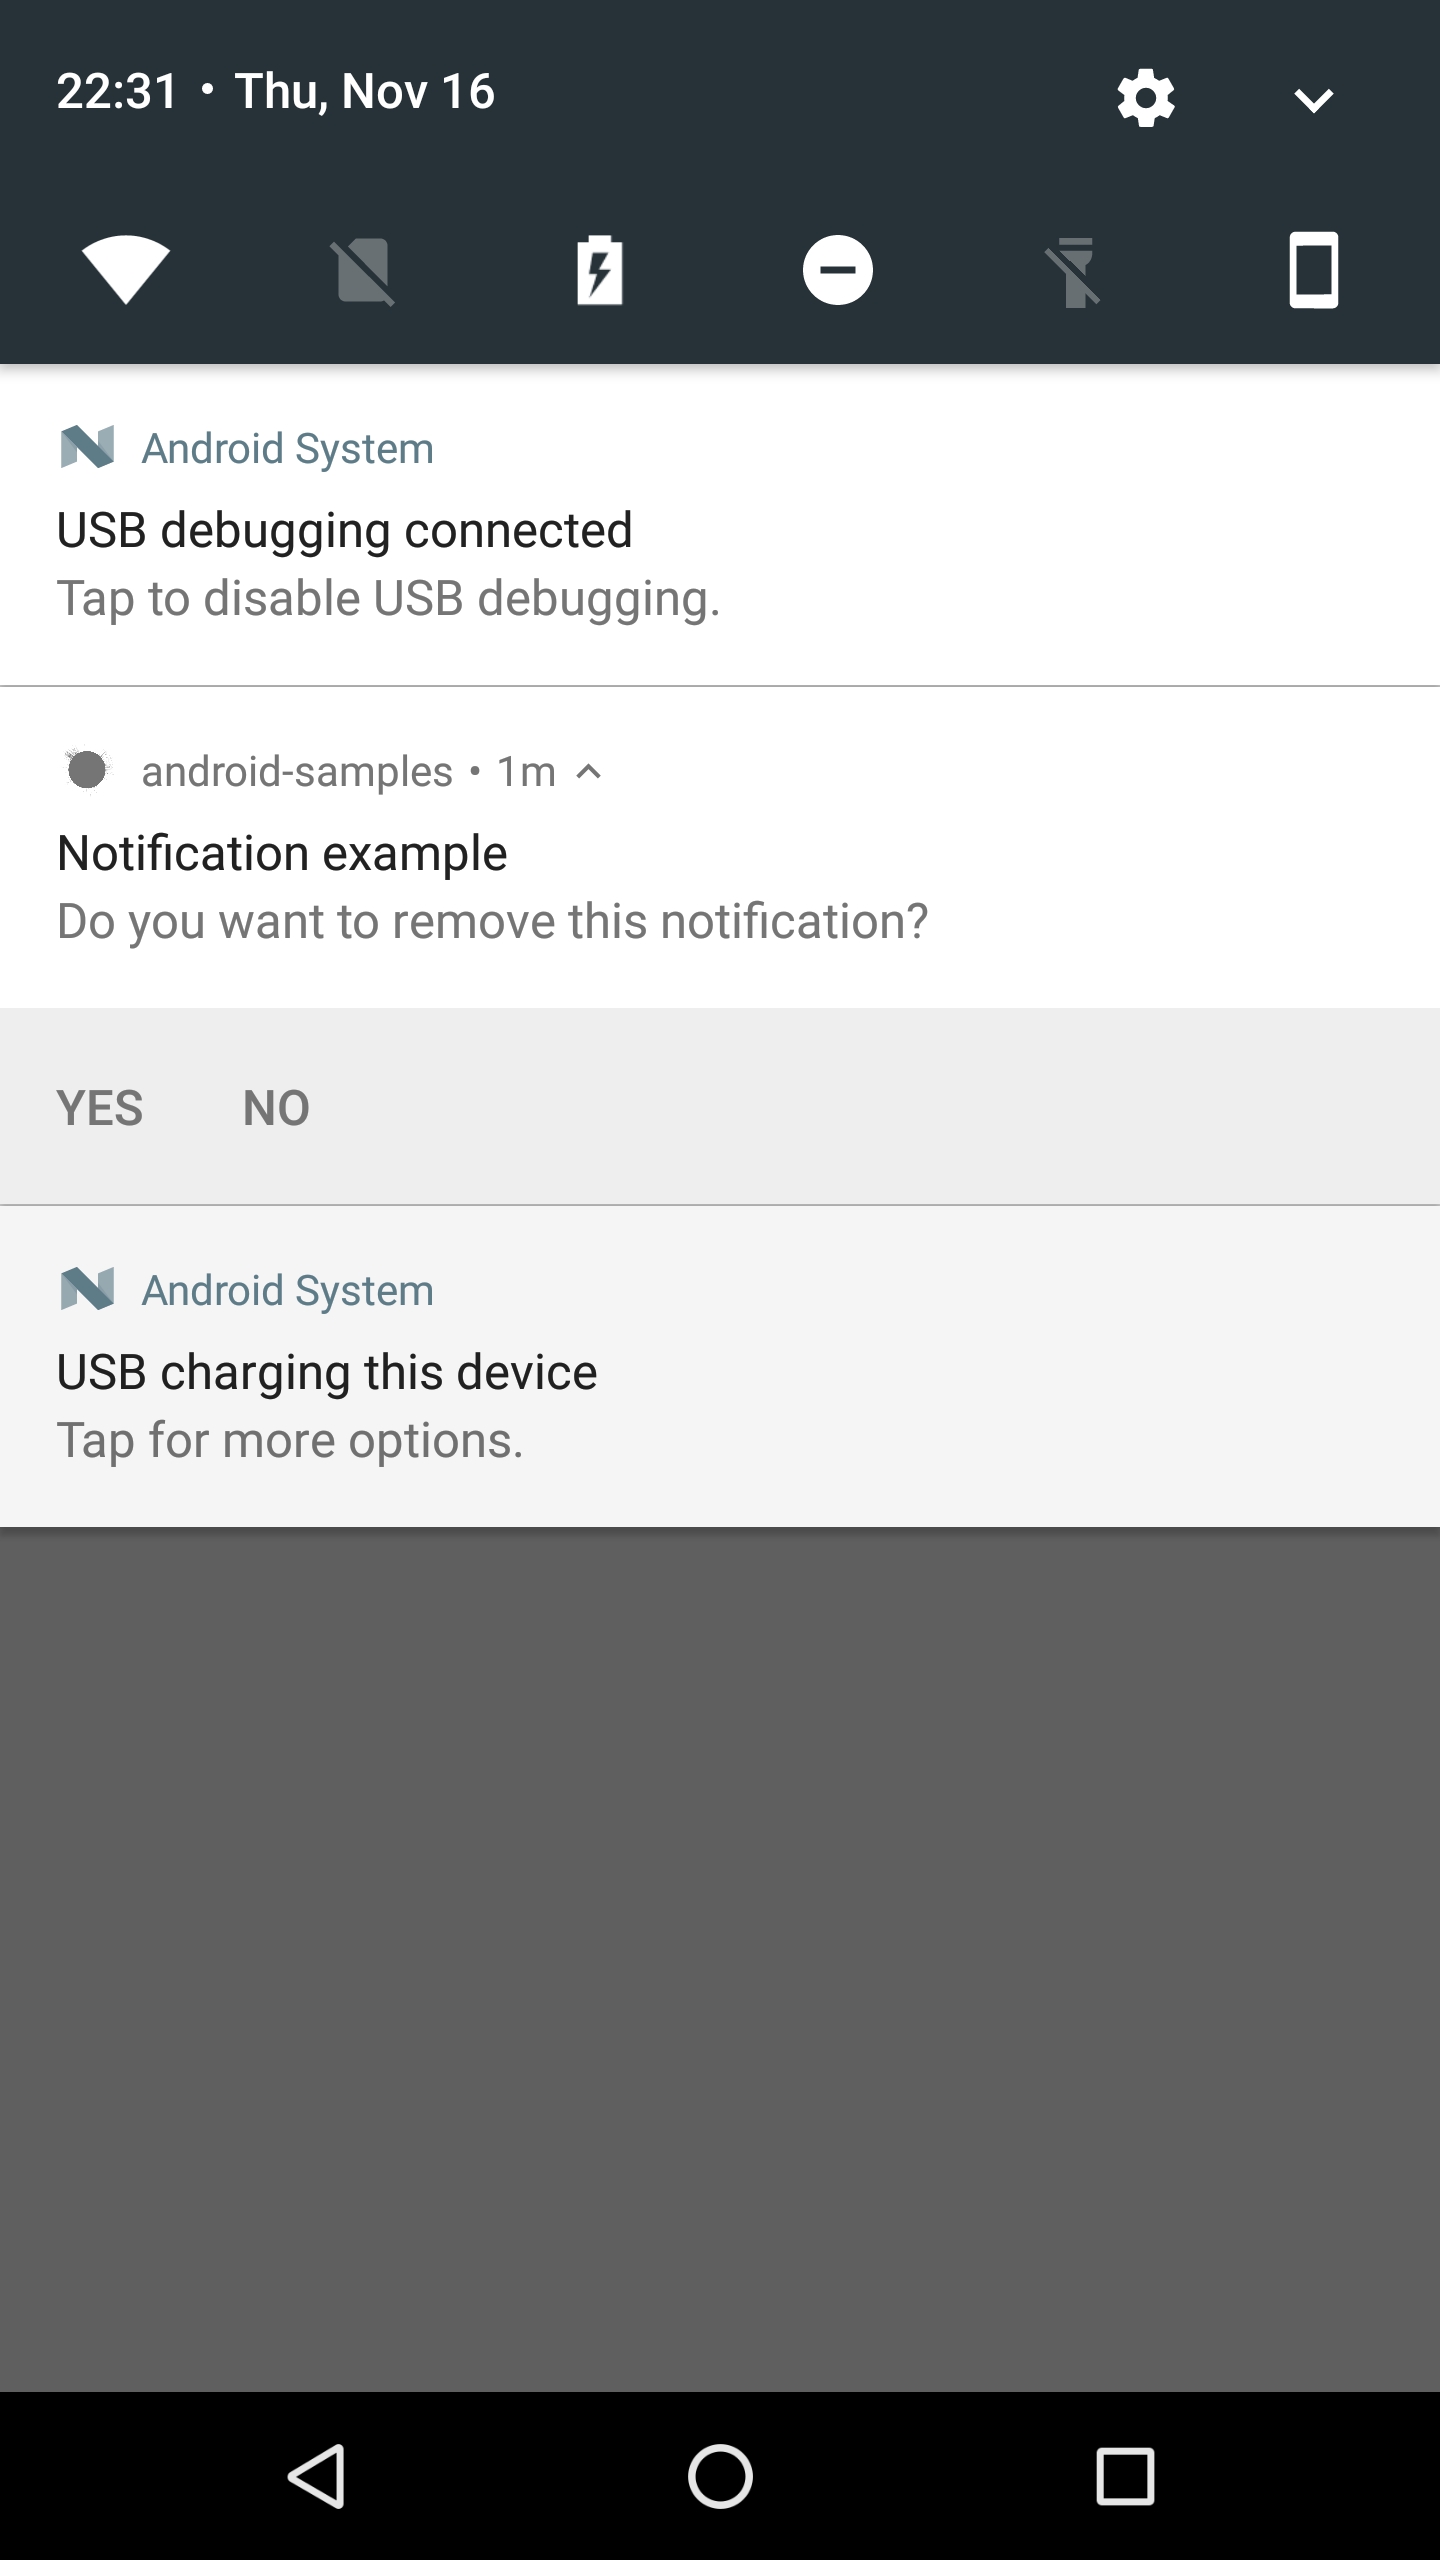 22:31 • Thu, Nov 16
Android System
USB debugging connected
Tap to disable USB debugging.
android-samples • 1m
Notification example
Do you want to remove this notification?
YES NO
Android System
USB charging this device
Tap for more options.